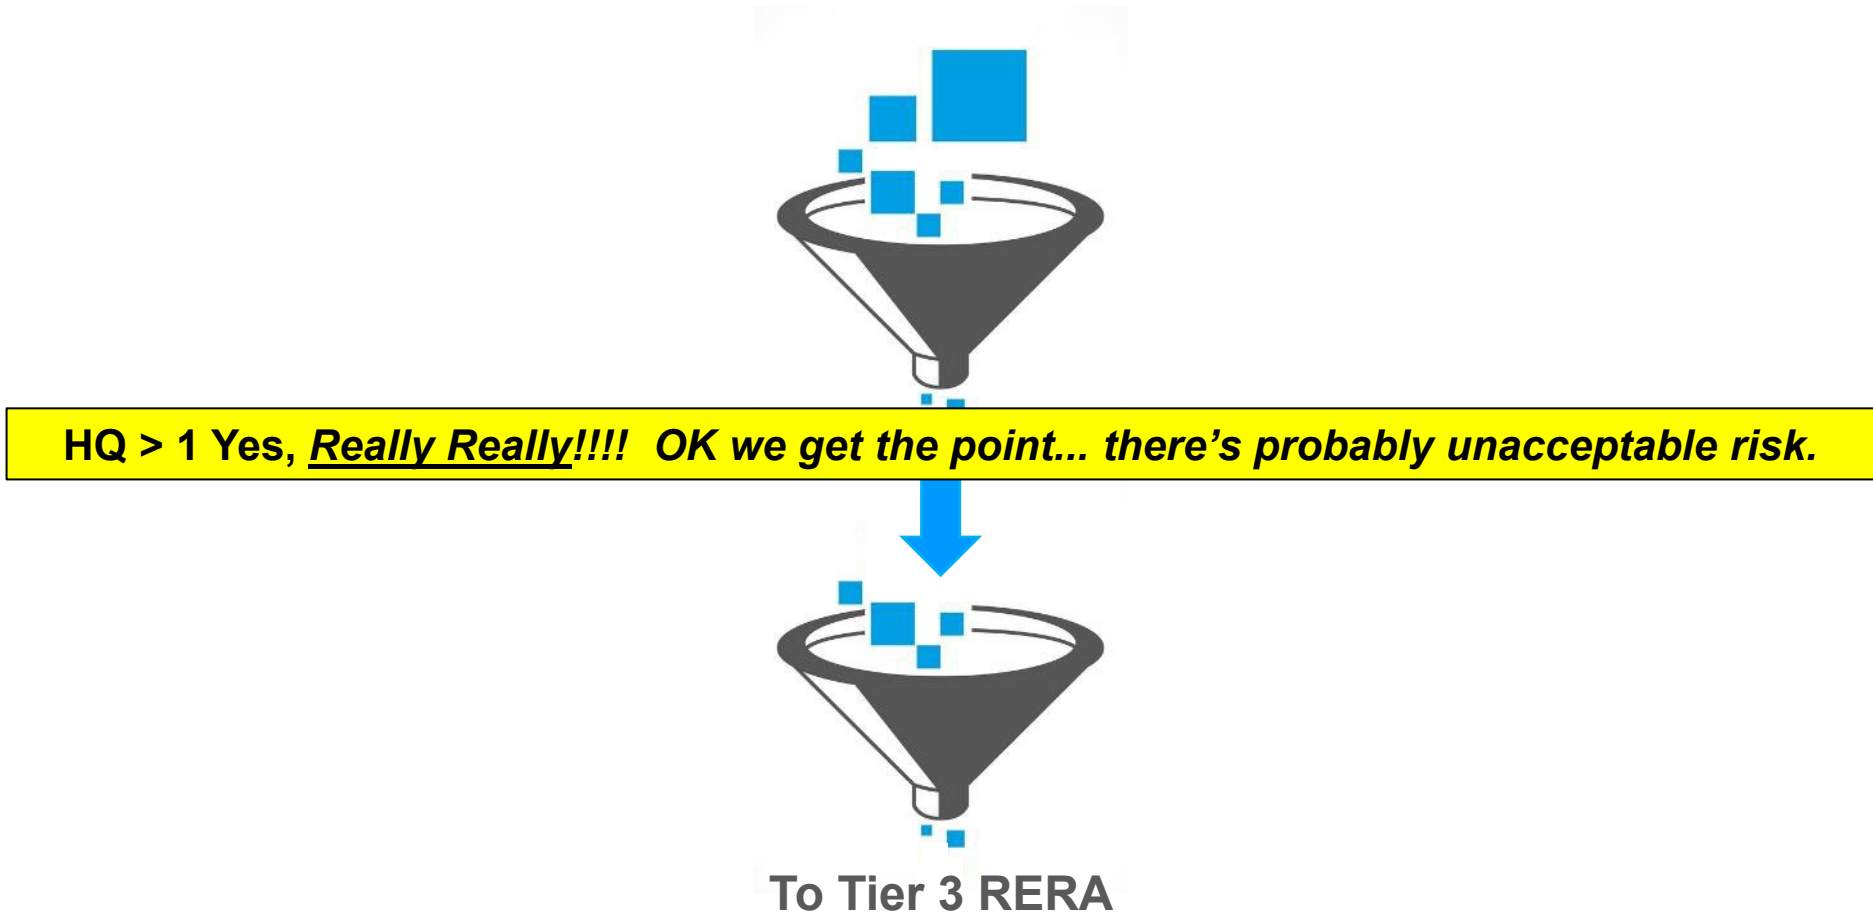 HQ > 1 Yes, Really Really!!!! OK we get the point... there’s probably unacceptable risk.
To Tier 3 RERA